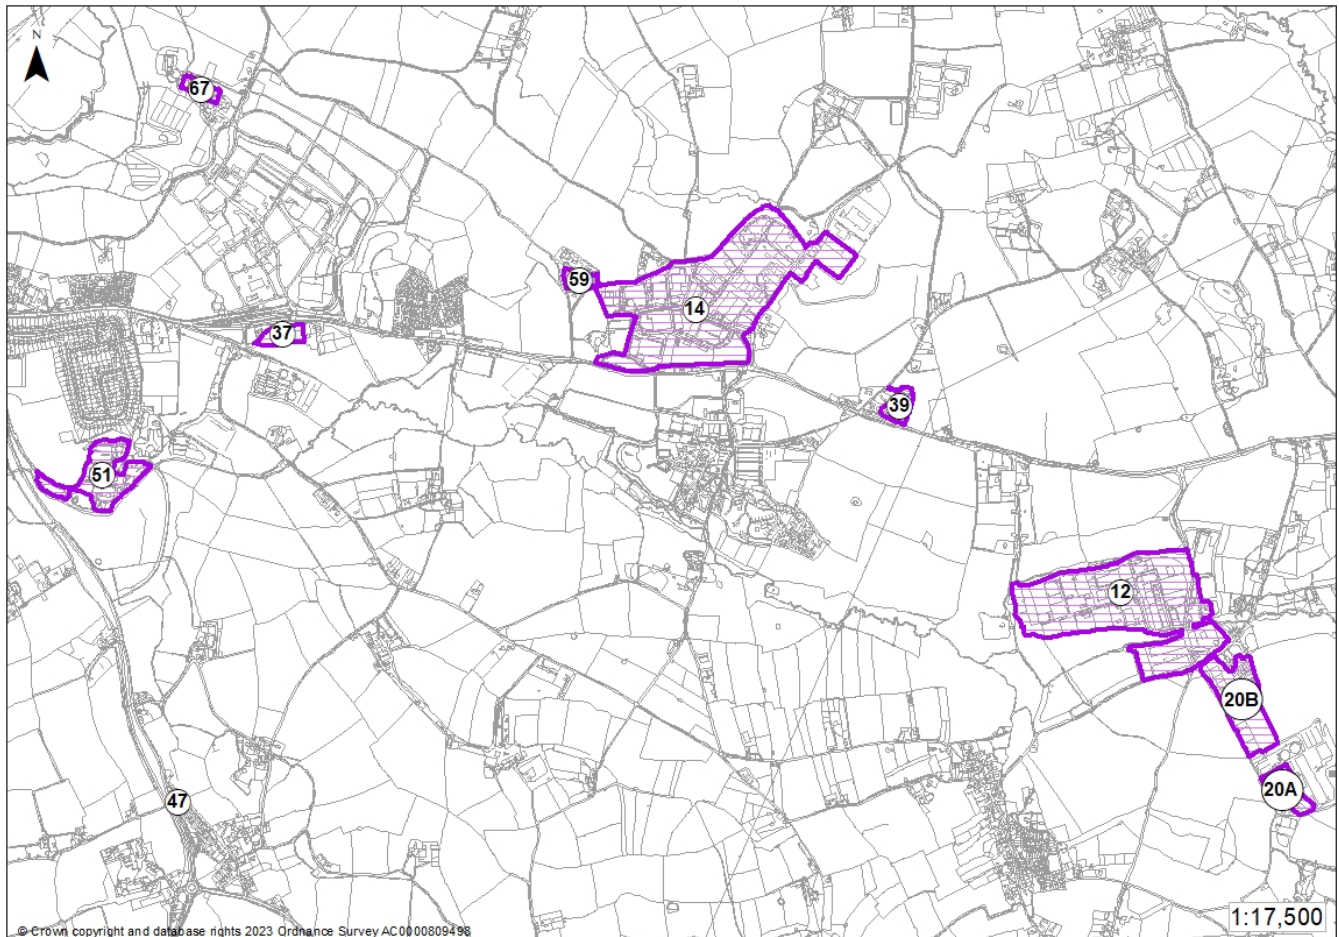 N
67
59
14
37
39
51
12
20B
20A
47
1:17,500
© Crown copyright and database rights 2023 Ordnance Survey AC0000809498